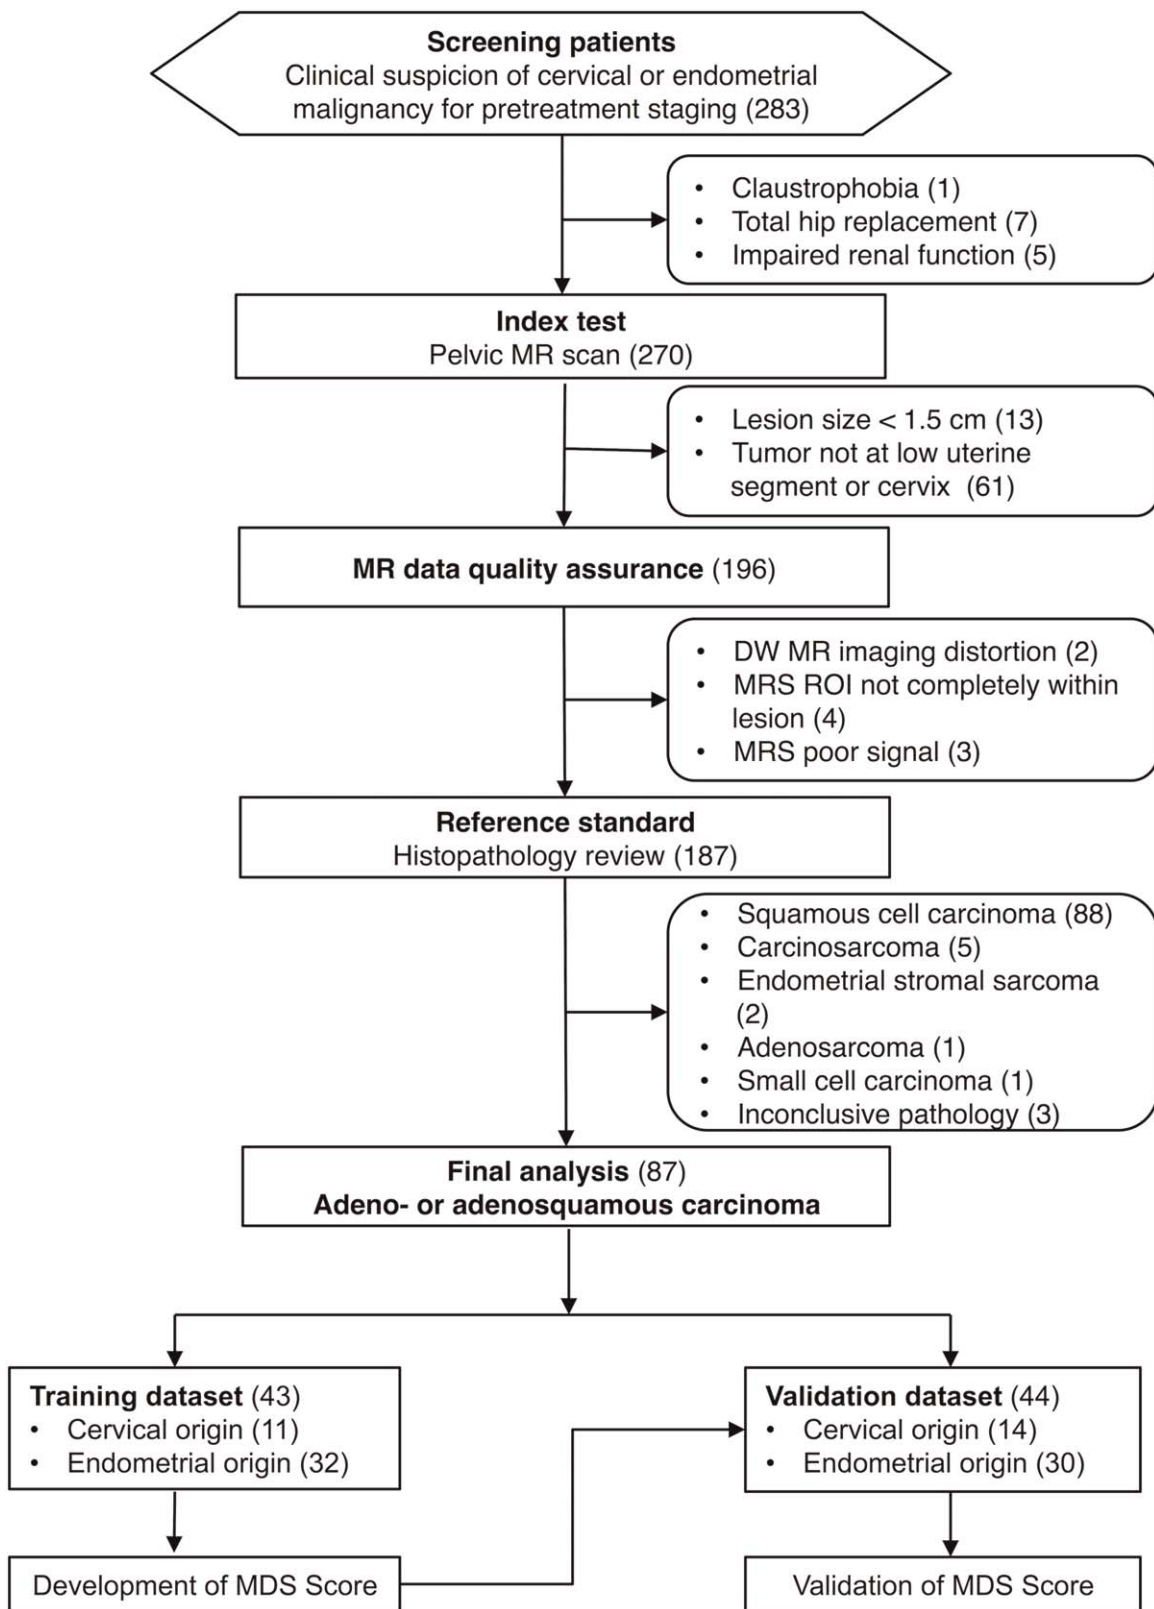 Screening patients
Clinical suspicion of cervical or endometrial
malignancy for pretreatment staging (283)
• Claustrophobia (1)
• Total hip replacement (7)
• Impaired renal function (5)
Index test
Pelvic MR scan (270)
• Lesion size < 1.5 cm (13)
• Tumor not at low uterine
segment or cervix (61)
MR data quality assurance (196)
• DW MR imaging distortion (2)
• MRS ROI not completely within
lesion (4)
• MRS poor signal (3)
Reference standard
Histopathology review (187)
• Squamous cell carcinoma (88)
• Carcinosarcoma (5)
• Endometrial stromal sarcoma
(2)
• Adenosarcoma (1)
• Small cell carcinoma (1)
• Inconclusive pathology (3)
Final analysis (87)
Adeno- or adenosquamous carcinoma
Training dataset (43)
• Cervical origin (11)
• Endometrial origin (32)
Validation dataset (44)
• Cervical origin (14)
• Endometrial origin (30)
Development of MDS Score
Validation of MDS Score